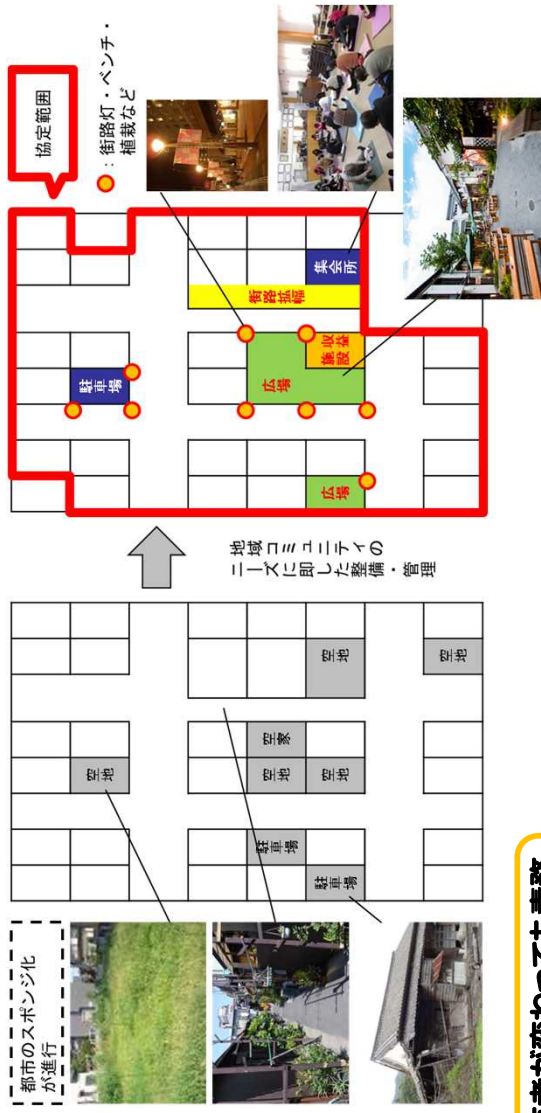 都市のスポンジ化
が進行
空地
駐車場
空地
空家
駐車場
空地
空地
空地
地域コミュニティの
ニーズに即した整備・管理
協定範囲
：街路灯・ベンチ・
植栽など
駐車場
街路拡幅
広場
広場
収益
施設
集会所